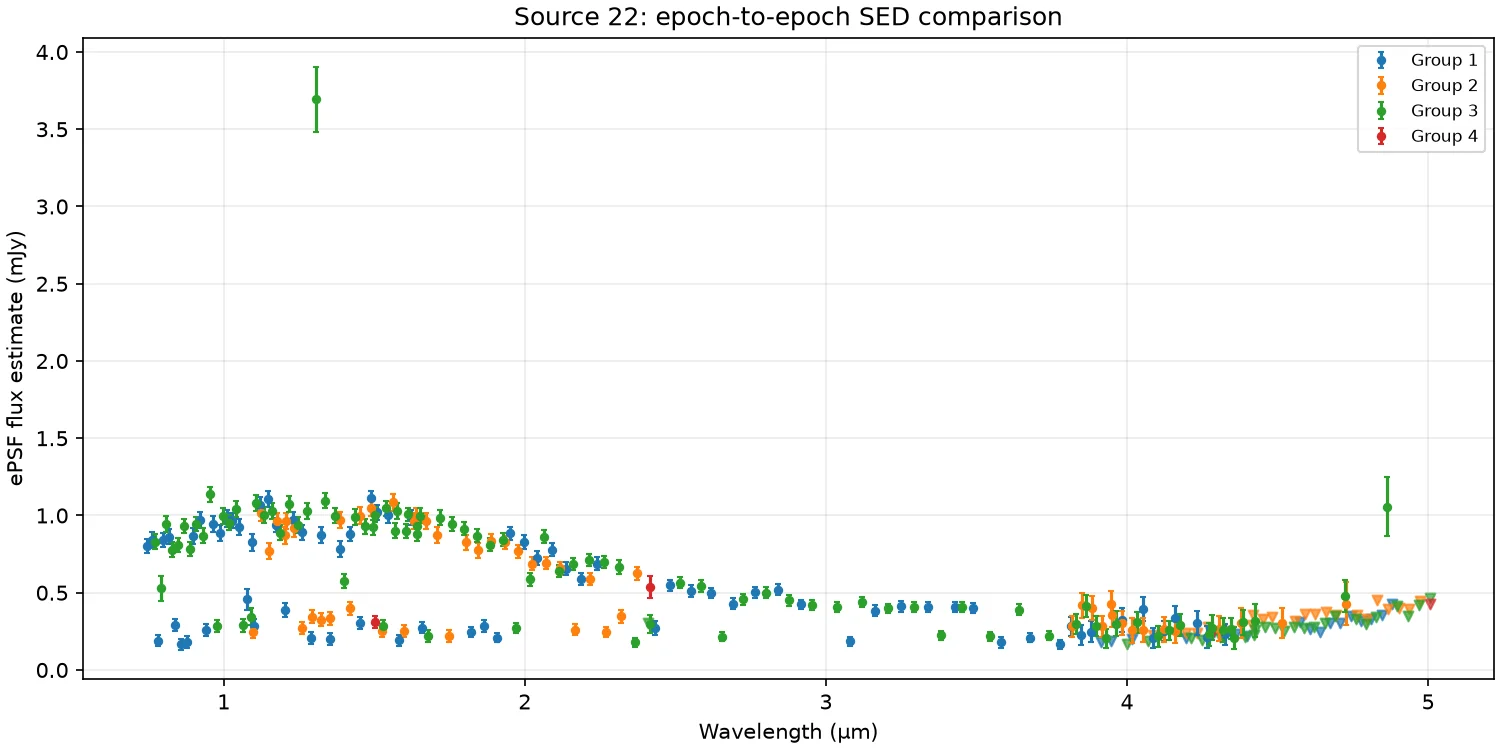 Source 22: epoch-to-epoch SED comparison
4.0
3.5
3.0
2.5
2.0
1.5
1.0
0.5
0.0
ePSF flux estimate (mJy)
Group 1
Group 2
Group 3
Group 4
1
2
3
4
5
Wavelength (μm)